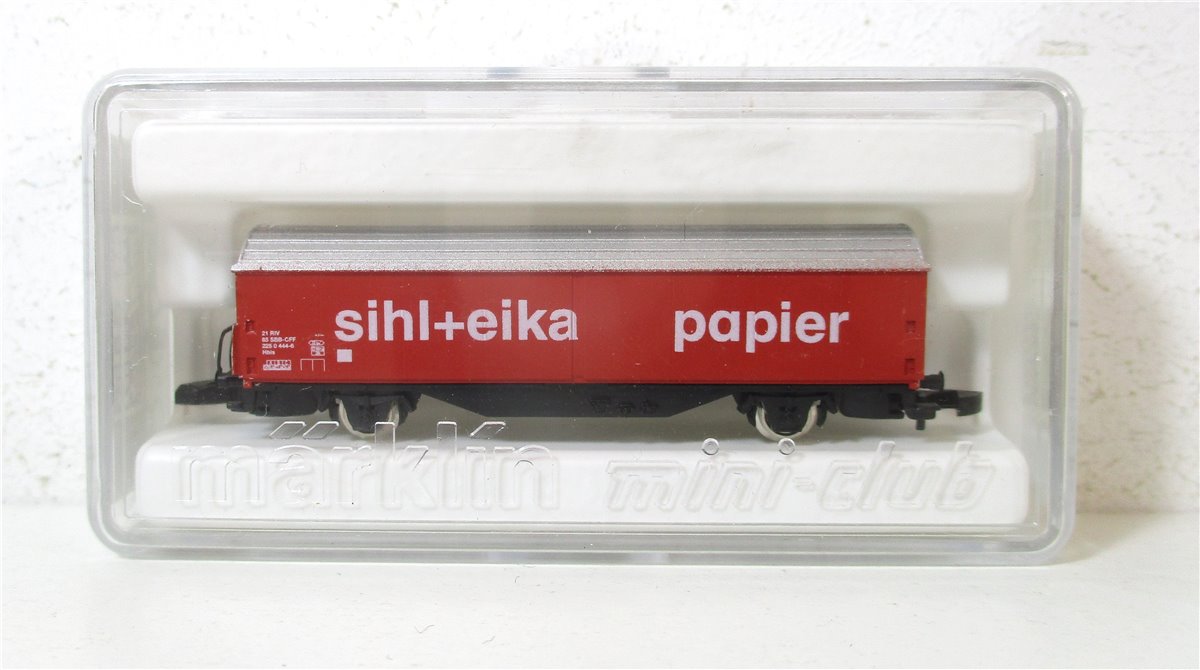 sihl+eika papier
21 RIV
85 SBB-CFF
225 0 444-6
Hbis
märklin mini-club